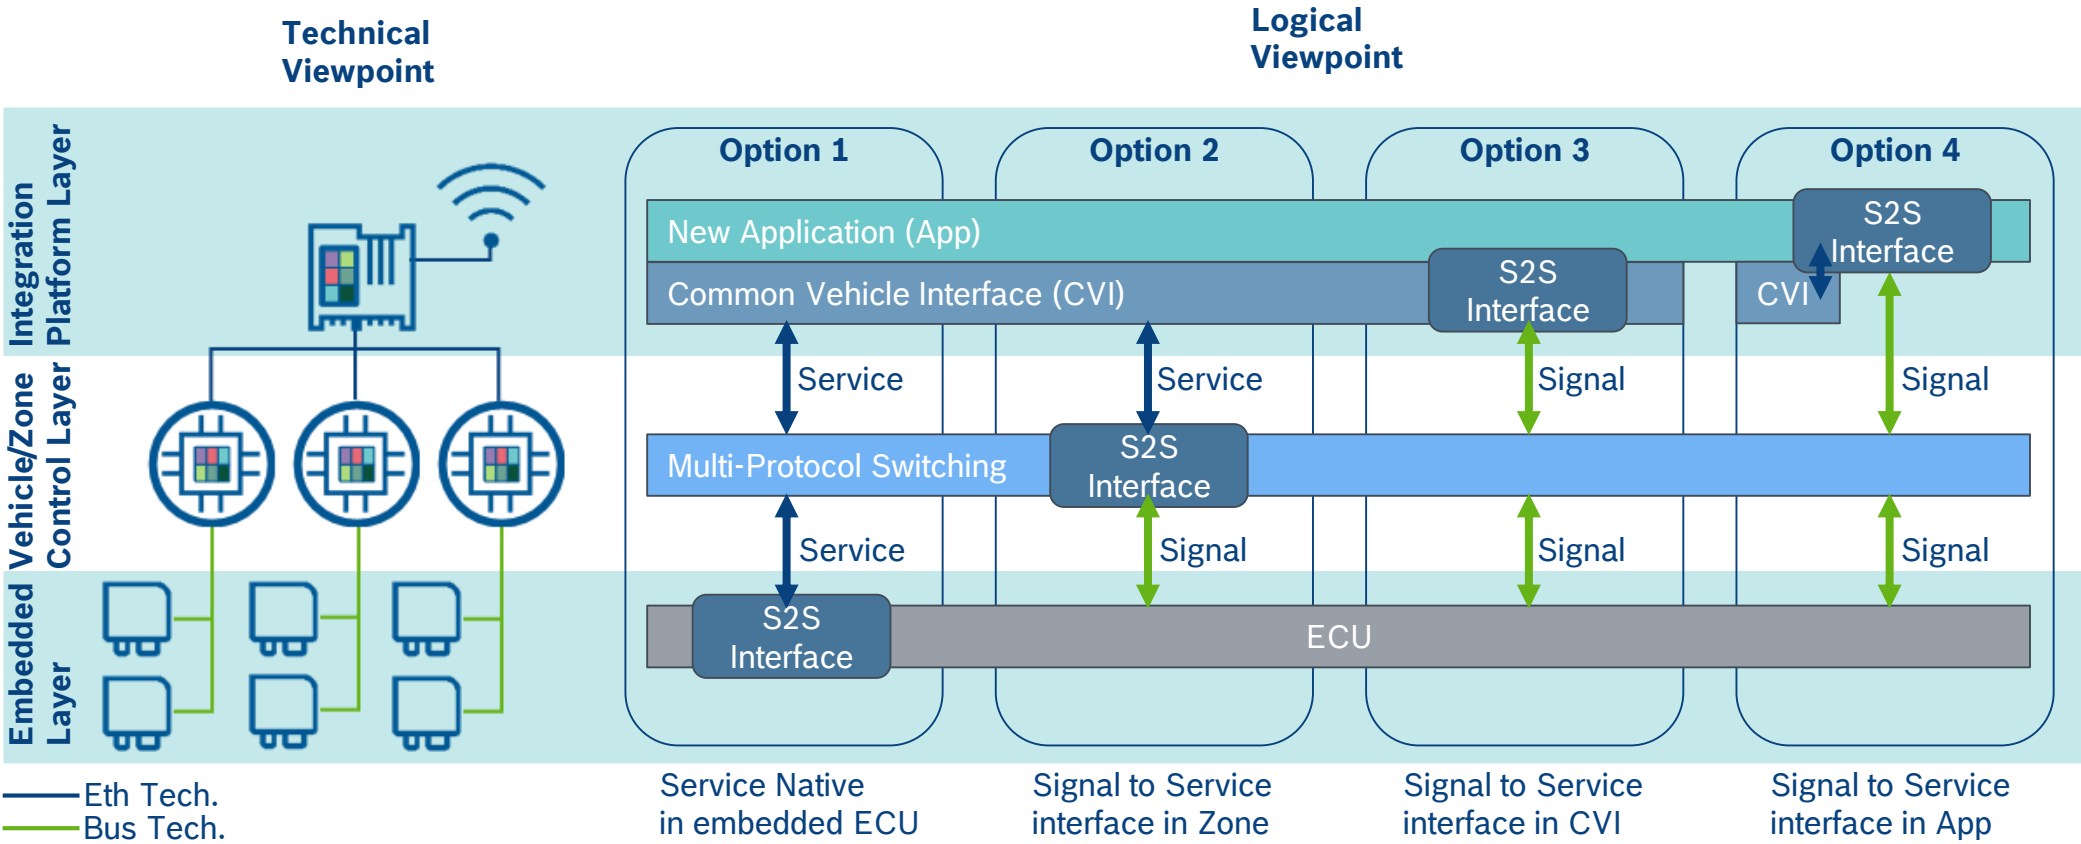 Technical
Viewpoint
Logical
Viewpoint
Integration
Platform Layer
Vehicle/Zone
Control Layer
Embedded
Layer
Option 1
Option 2
Option 3
Option 4
New Application (App)
S2S
Interface
Common Vehicle Interface (CVI)
S2S
Interface
CVI
Service
Service
Signal
Signal
Multi-Protocol Switching
S2S
Interface
Service
Signal
Signal
Signal
S2S
Interface
ECU
Eth Tech.
Bus Tech.
Service Native
in embedded ECU
Signal to Service
interface in Zone
Signal to Service
interface in CVI
Signal to Service
interface in App